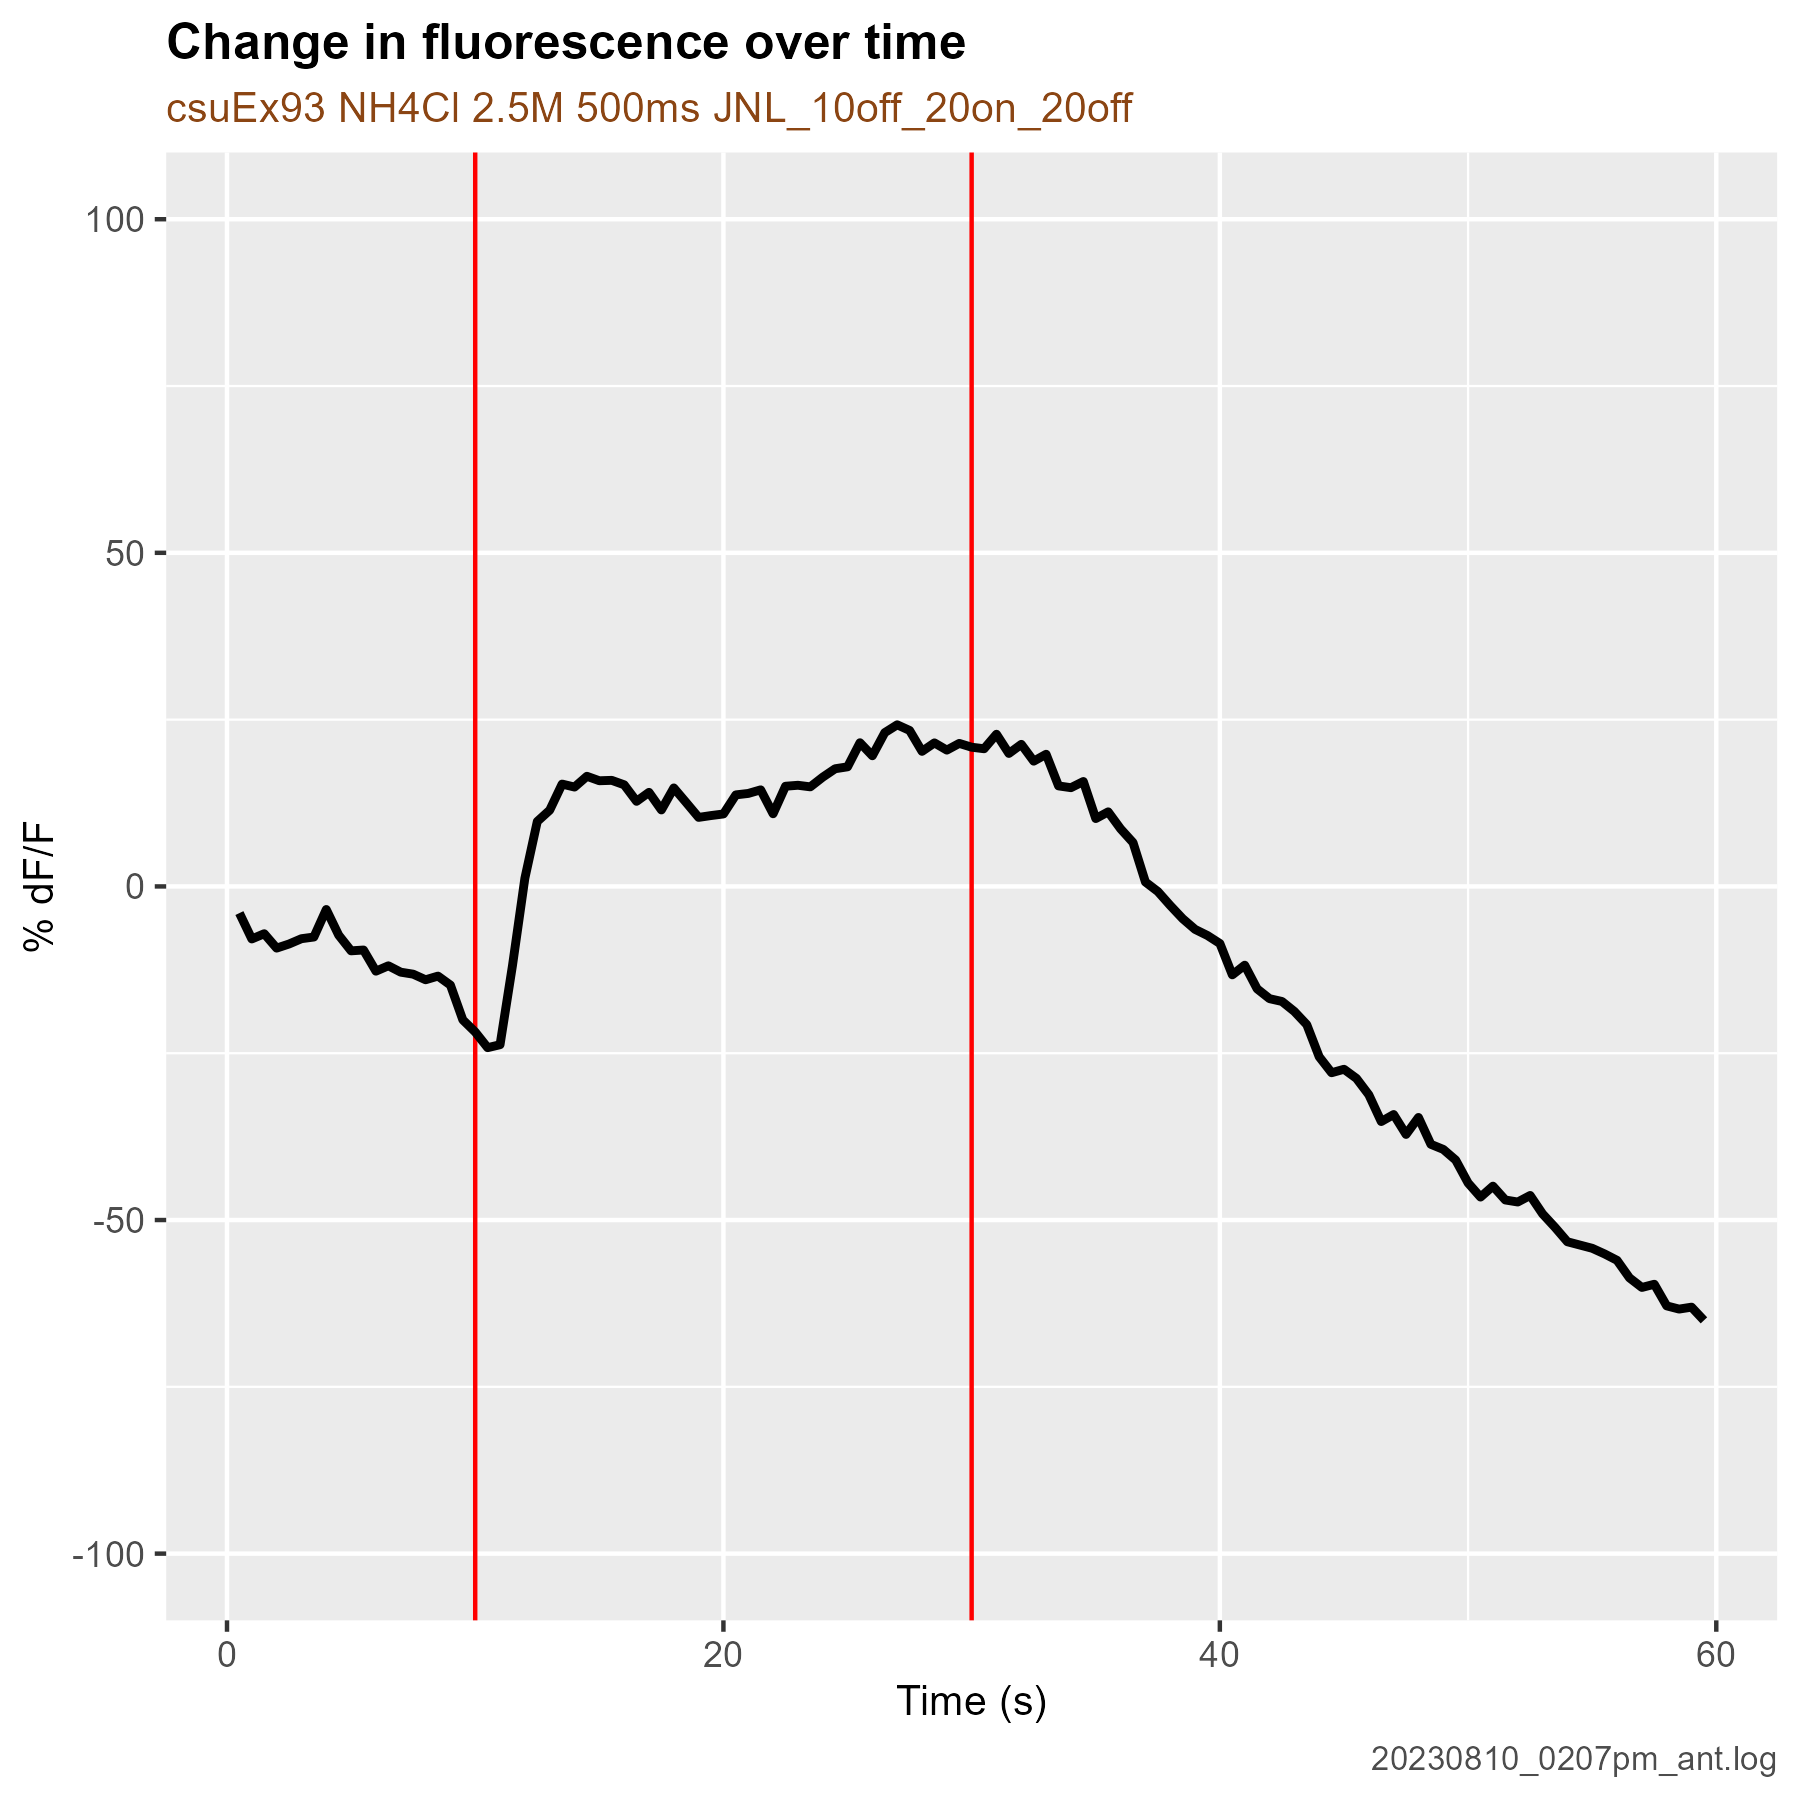 Change in fluorescence over time
csuEx93 NH4Cl 2.5M 500ms JNL_10off_20on_20off
100
50
0
-50
-100
% dF/F
0 20 40 60
Time (s)
20230810_0207pm_ant.log